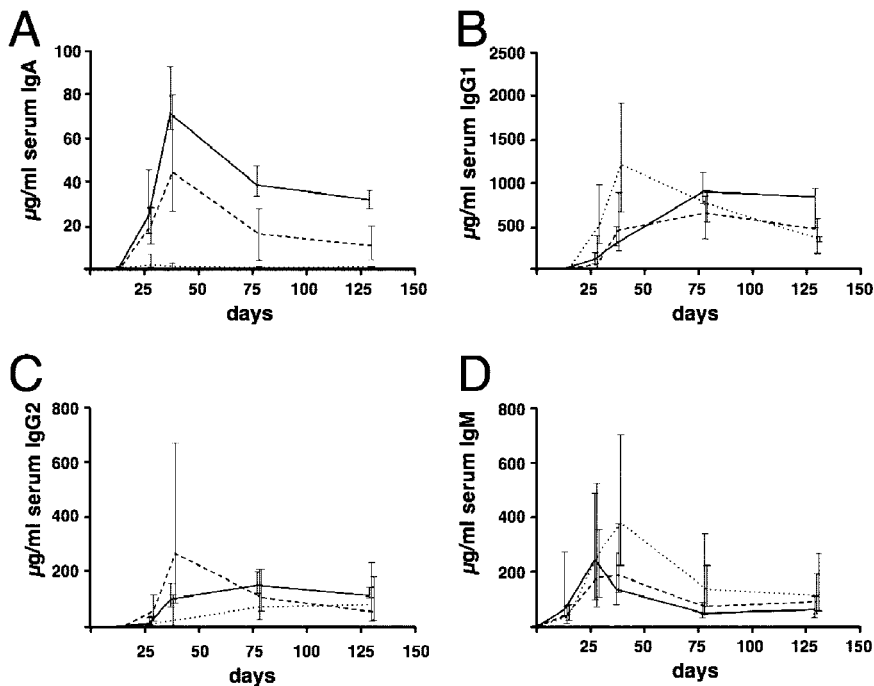 A
µg/ml serum IgA
100
80
60
40
20
25 50 75 100 125 150
days
B
µg/ml serum IgG1
2500
2000
1500
1000
500
25 50 75 100 125 150
days
C
µg/ml serum IgG2
800
600
400
200
25 50 75 100 125 150
days
D
µg/ml serum IgM
800
600
400
200
25 50 75 100 125 150
days